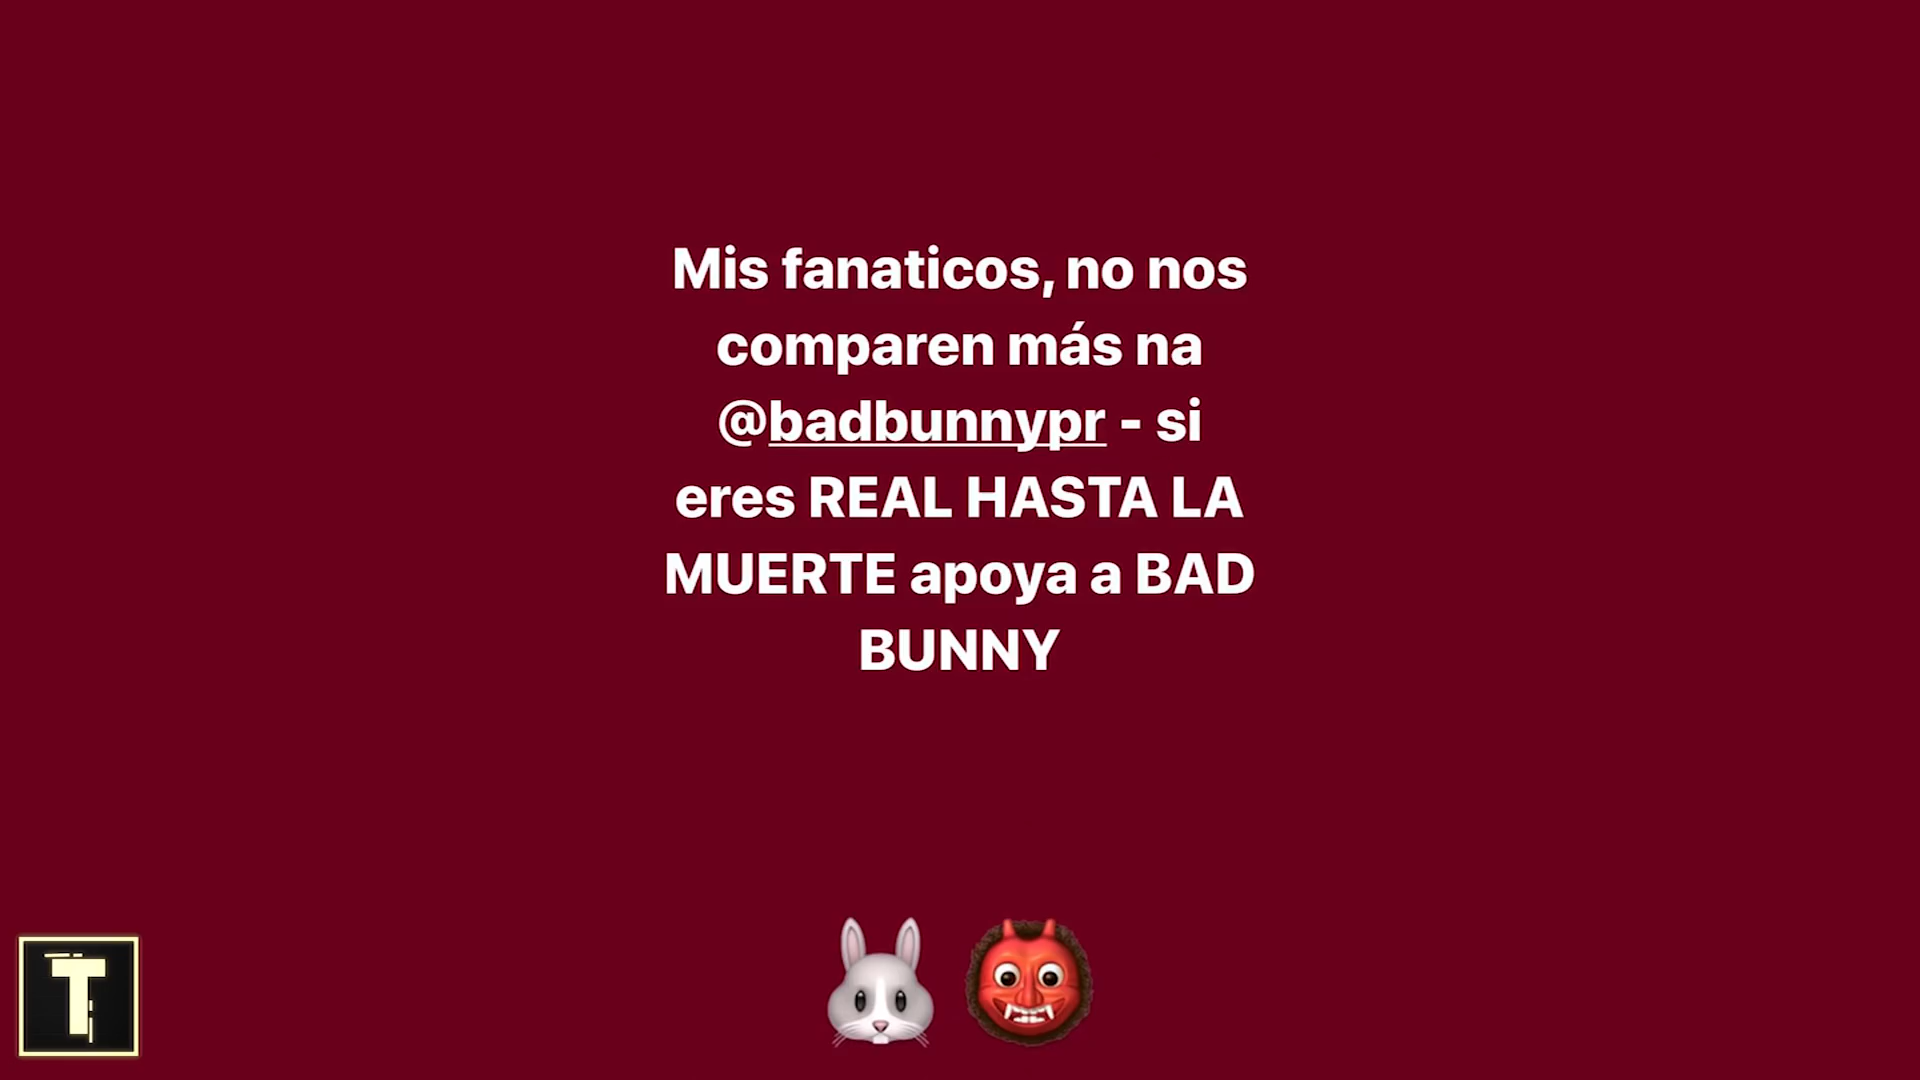 Mis fanaticos, no nos
comparen más na
@badbunnypr - si
eres REAL HASTA LA
MUERTE apoya a BAD
BUNNY
T